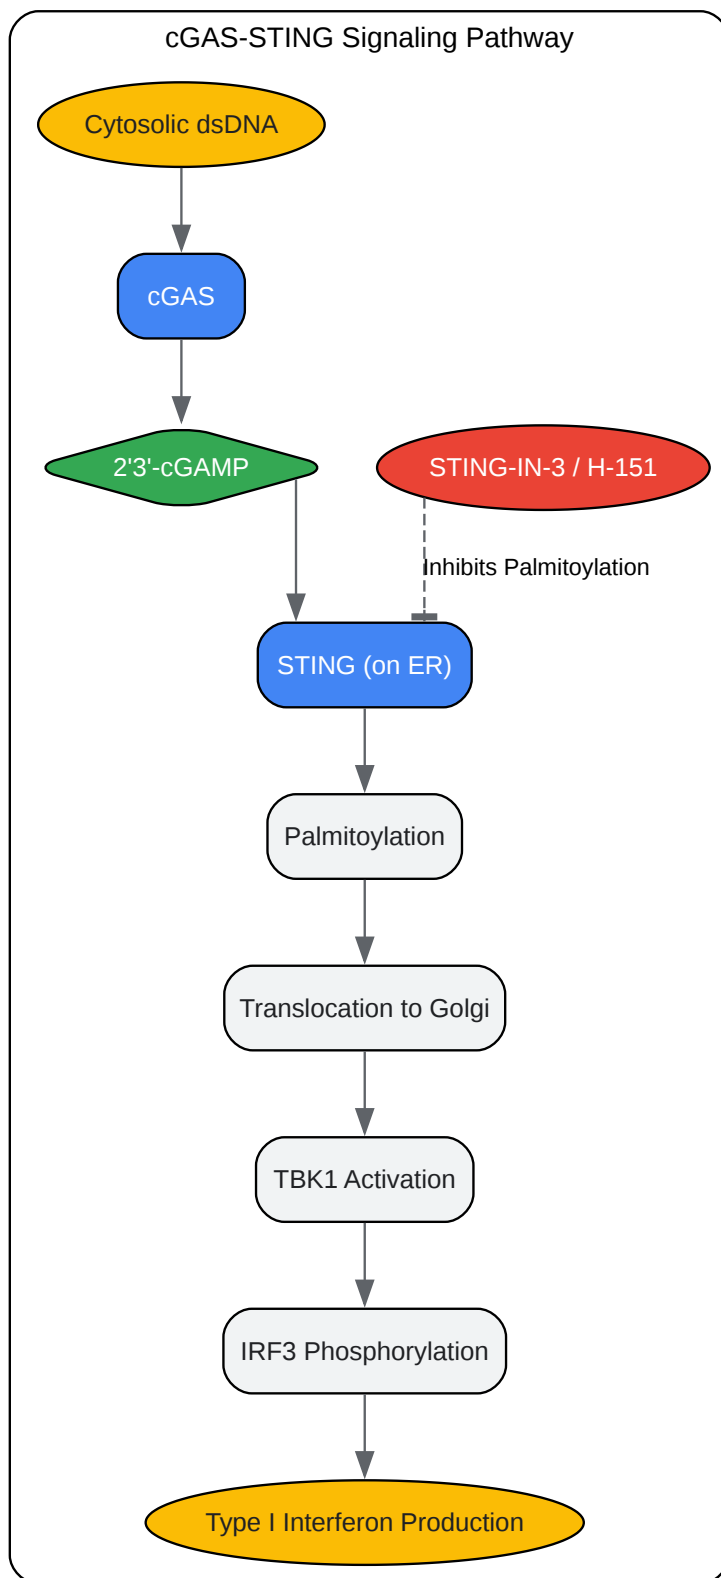 cGAS-STING Signaling Pathway
Cytosolic dsDNA
cGAS
2'3'-cGAMP
STING-IN-3 / H-151
Inhibits Palmitoylation
STING (on ER)
Palmitoylation
Translocation to Golgi
TBK1 Activation
IRF3 Phosphorylation
Type I Interferon Production